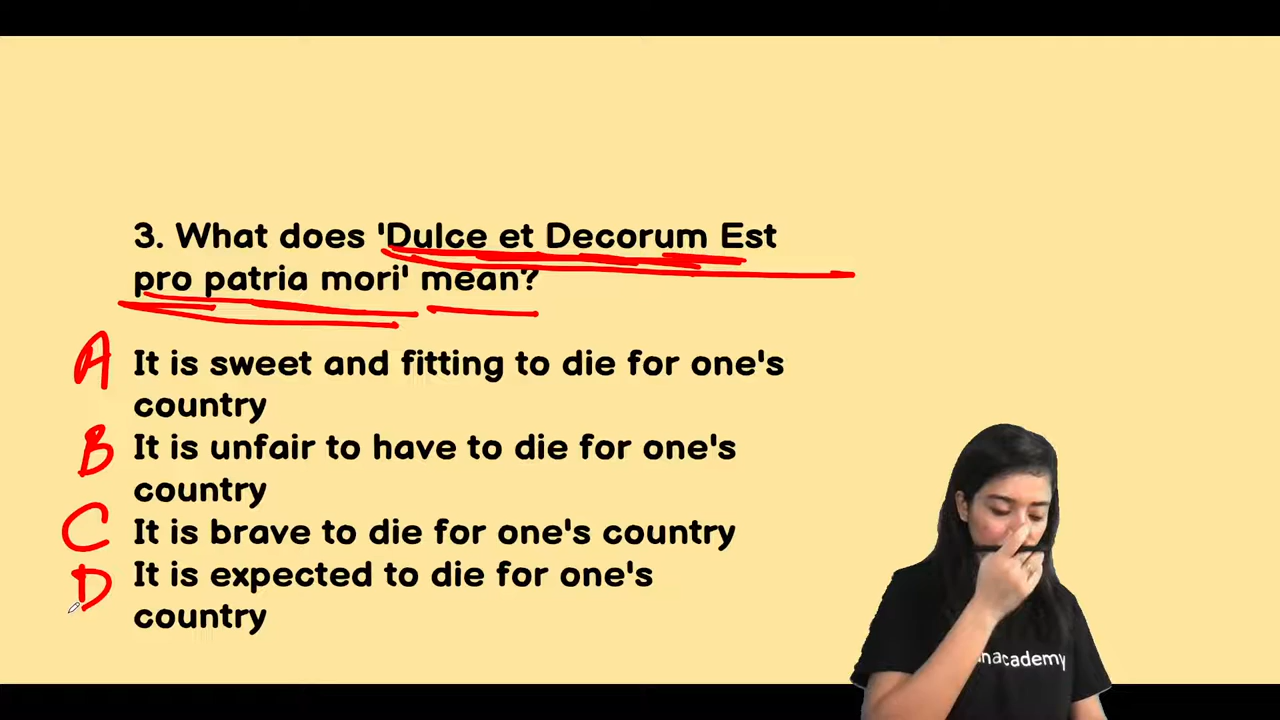 3. What does 'Dulce et Decorum Est
pro patria mori' mean?
A It is sweet and fitting to die for one's
country
B It is unfair to have to die for one's
country
C It is brave to die for one's country
D It is expected to die for one's
country
nacademy